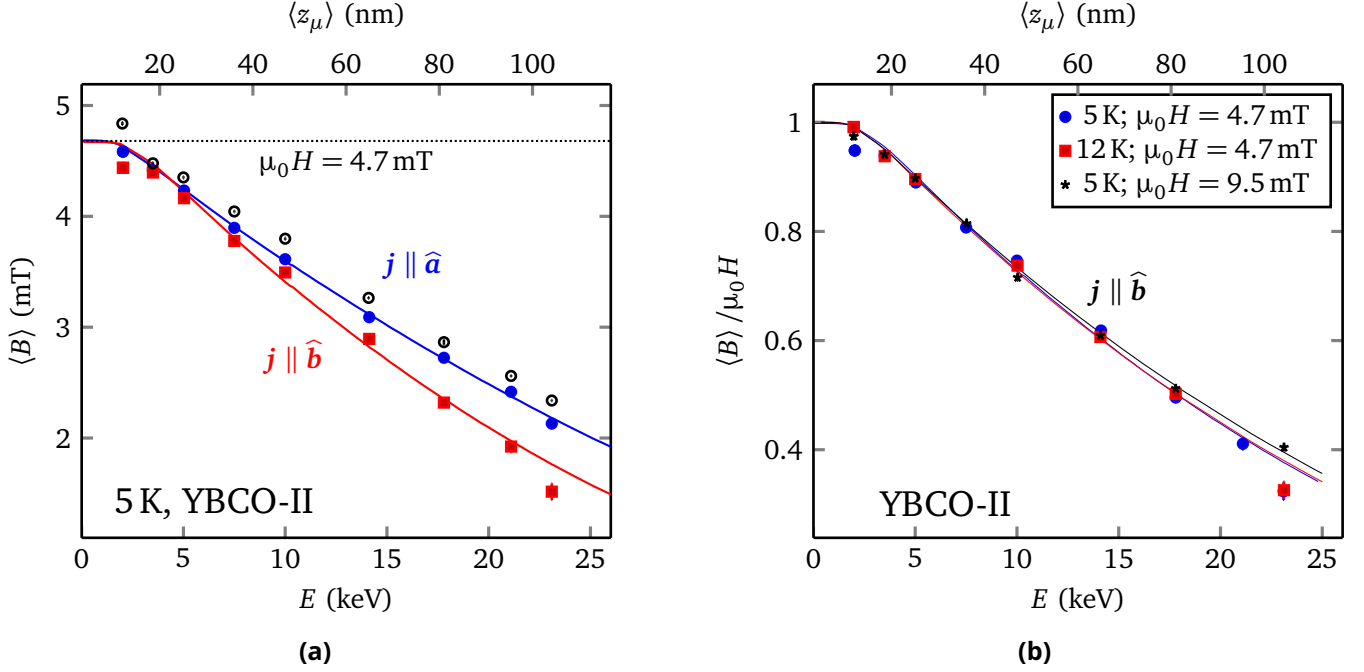 ⟨z_μ⟩ (nm)
20 40 60 80 100
5
4
3
2
⟨B⟩ (mT)
μ₀H = 4.7 mT
j ∥ â
j ∥ b̂
5 K, YBCO-II
0 5 10 15 20 25
E (keV)
(a)
⟨z_μ⟩ (nm)
20 40 60 80 100
1
0.8
0.6
0.4
⟨B⟩ /μ₀H
5 K; μ₀H = 4.7 mT
12 K; μ₀H = 4.7 mT
5 K; μ₀H = 9.5 mT
j ∥ b̂
YBCO-II
0 5 10 15 20 25
E (keV)
(b)